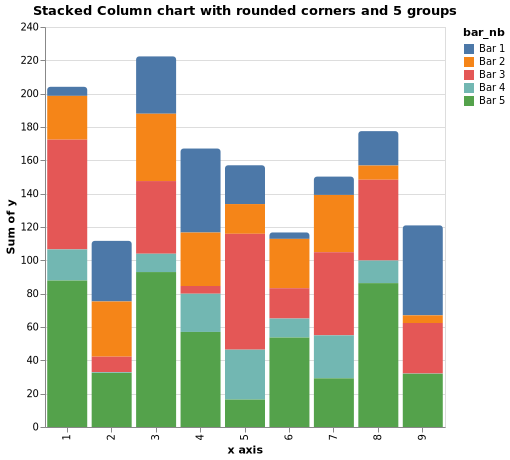 Stacked Column chart with rounded corners and 5 groups
bar_nb
Bar 1
Bar 2
Bar 3
Bar 4
Bar 5
Sum of y
240
220
200
180
160
140
120
100
80
60
40
20
0
1 2 3 4 5 6 7 8 9
x axis